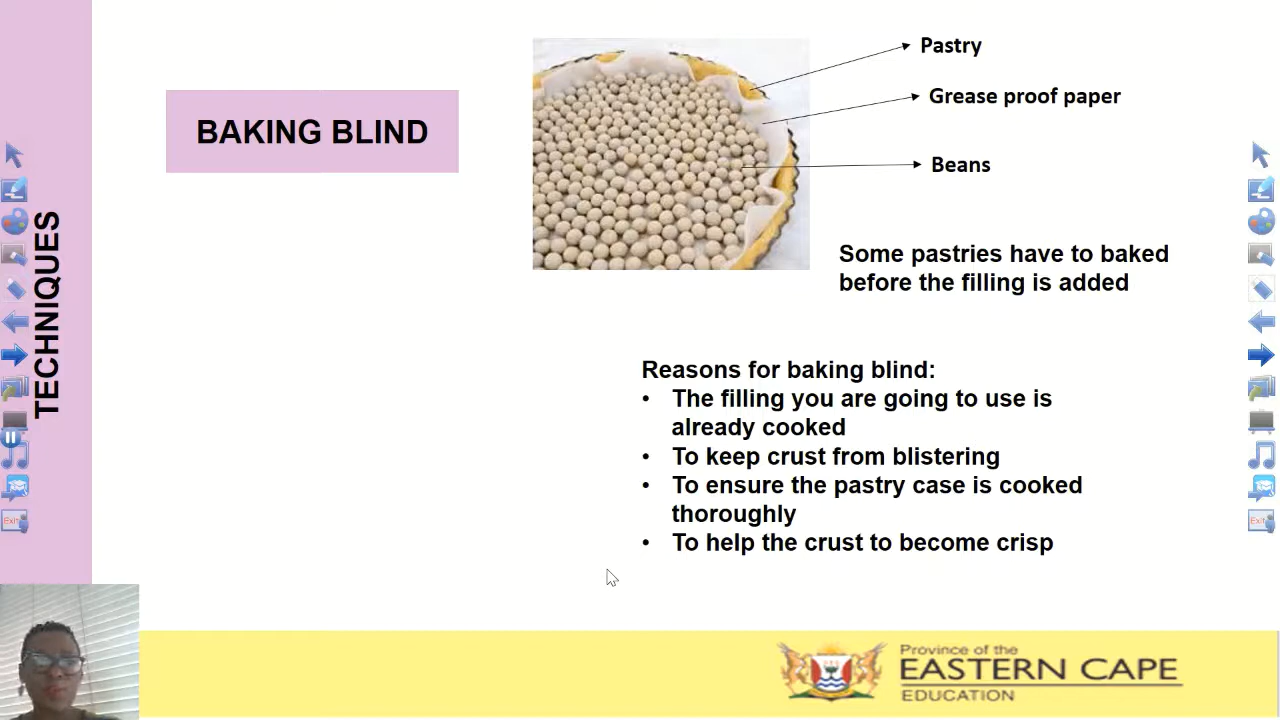 TECHNIQUES
BAKING BLIND
Pastry
Grease proof paper
Beans
Some pastries have to baked
before the filling is added
Reasons for baking blind:
• The filling you are going to use is
already cooked
• To keep crust from blistering
• To ensure the pastry case is cooked
thoroughly
• To help the crust to become crisp
Exit
Exit
Province of the
EASTERN CAPE
EDUCATION